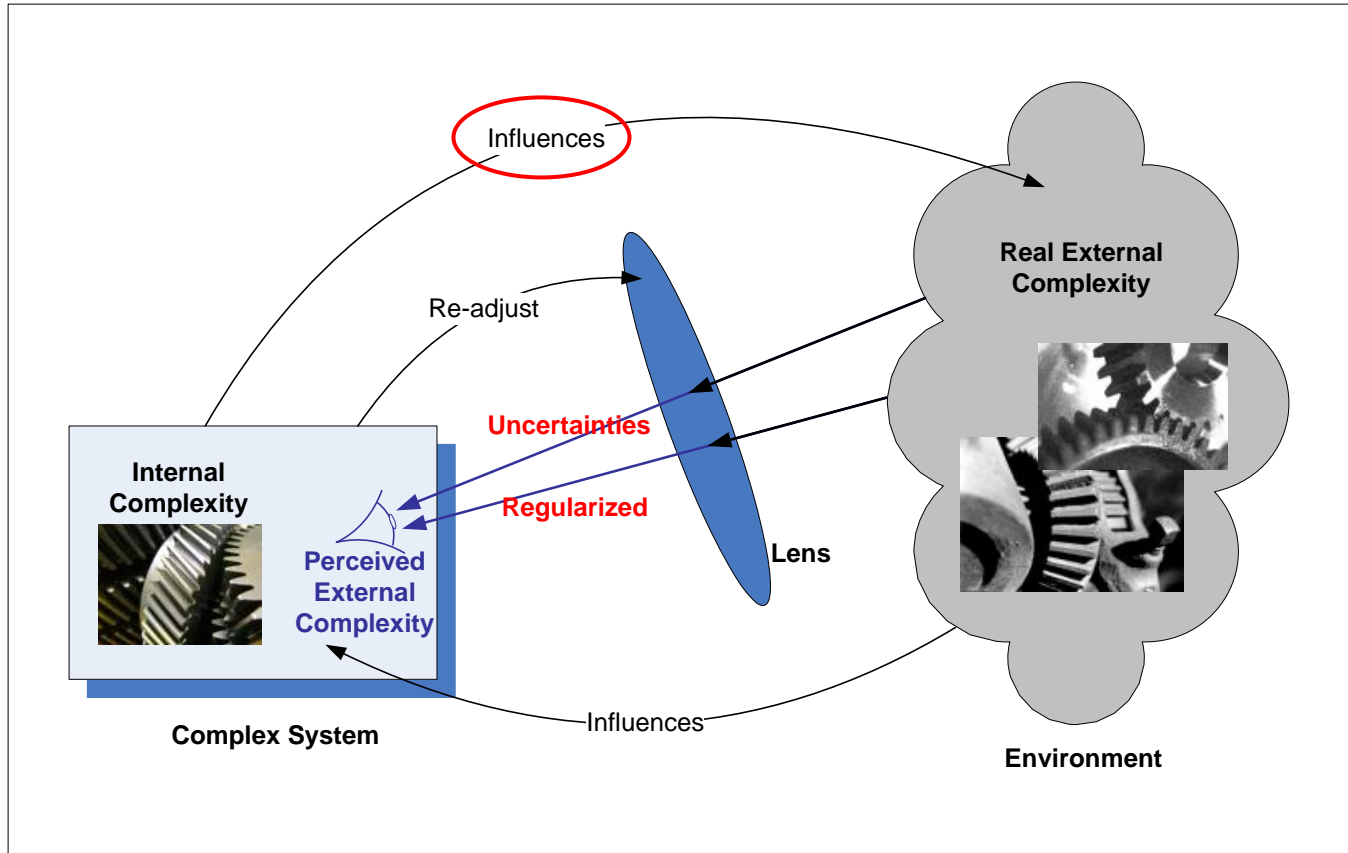 Influences
Real External
Complexity
Re-adjust
Uncertainties
Internal
Complexity
Regularized
Lens
Perceived
External
Complexity
Influences
Complex System
Environment